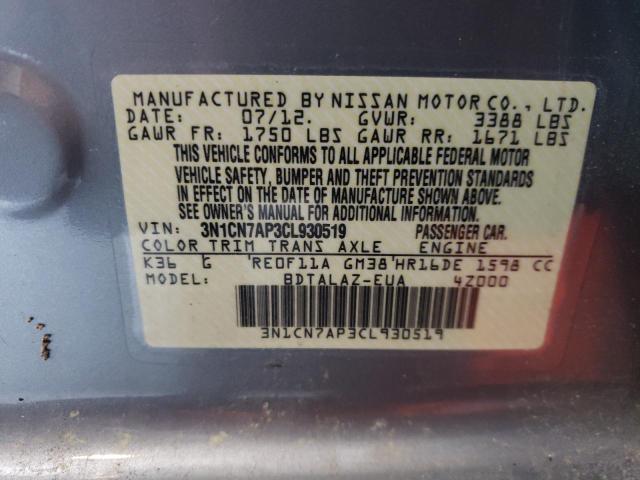 MANUFACTURED BY NISSAN MOTOR CO., LTD.
DATE: 07/12. GVWR: 3388 LBS
GAWR FR: 1750 LBS GAWR RR: 1671 LBS
THIS VEHICLE CONFORMS TO ALL APPLICABLE FEDERAL MOTOR
VEHICLE SAFETY, BUMPER AND THEFT PREVENTION STANDARDS
IN EFFECT ON THE DATE OF MANUFACTURE SHOWN ABOVE.
SEE OWNER'S MANUAL FOR ADDITIONAL INFORMATION.
VIN: 3N1CN7AP3CL930519 PASSENGER CAR.
COLOR TRIM TRANS AXLE ENGINE
K36 G 'RE0F11A GM38'HR16DE 1598 CC
MODEL: BDTALAZ-EUA 4Z000
3N1CN7AP3CL930519